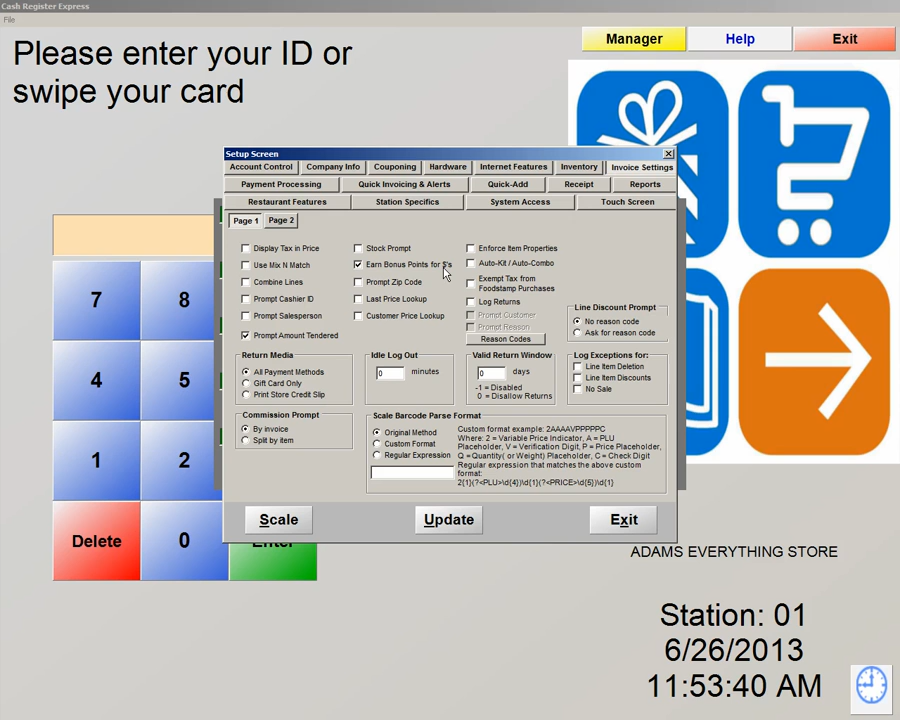 Cash Register Express
File
Please enter your ID or
swipe your card
Manager
Help
Exit
Setup Screen
Account Control
Company Info
Couponing
Hardware
Internet Features
Inventory
Invoice Settings
Payment Processing
Quick Invoicing & Alerts
Quick-Add
Receipt
Reports
Restaurant Features
Station Specifics
System Access
Touch Screen
Page 1
Page 2
Display Tax in Price
Use Mix N Match
Combine Lines
Prompt Cashier ID
Prompt Salesperson
Prompt Amount Tendered
Stock Prompt
Earn Bonus Points for $'s
Prompt Zip Code
Last Price Lookup
Customer Price Lookup
Enforce Item Properties
Auto-Kit / Auto-Combo
Exempt Tax from
Foodstamp Purchases
Log Returns
Prompt Customer
Prompt Reason
Reason Codes
Line Discount Prompt
No reason code
Ask for reason code
Return Media
All Payment Methods
Gift Card Only
Print Store Credit Slip
Idle Log Out
0 minutes
Valid Return Window
0 days
-1 = Disabled
0 = Disallow Returns
Log Exceptions for:
Line Item Deletion
Line Item Discounts
No Sale
Commission Prompt
By invoice
Split by item
Scale Barcode Parse Format
Original Method
Custom Format
Regular Expression
Custom format example: 2AAAAVPPPPPC
Where: 2 = Variable Price Indicator, A = PLU
Placeholder, V = Verification Digit, P = Price Placeholder,
Q = Quantity( or Weight) Placeholder, C = Check Digit
Regular expression that matches the above custom
format:
2{1}(?<PLU>\d{4})\d{1}(?<PRICE>\d{5})\d{1}
Scale
Update
Exit
7
8
4
5
1
2
Delete
0
Enter
ADAMS EVERYTHING STORE
Station: 01
6/26/2013
11:53:40 AM